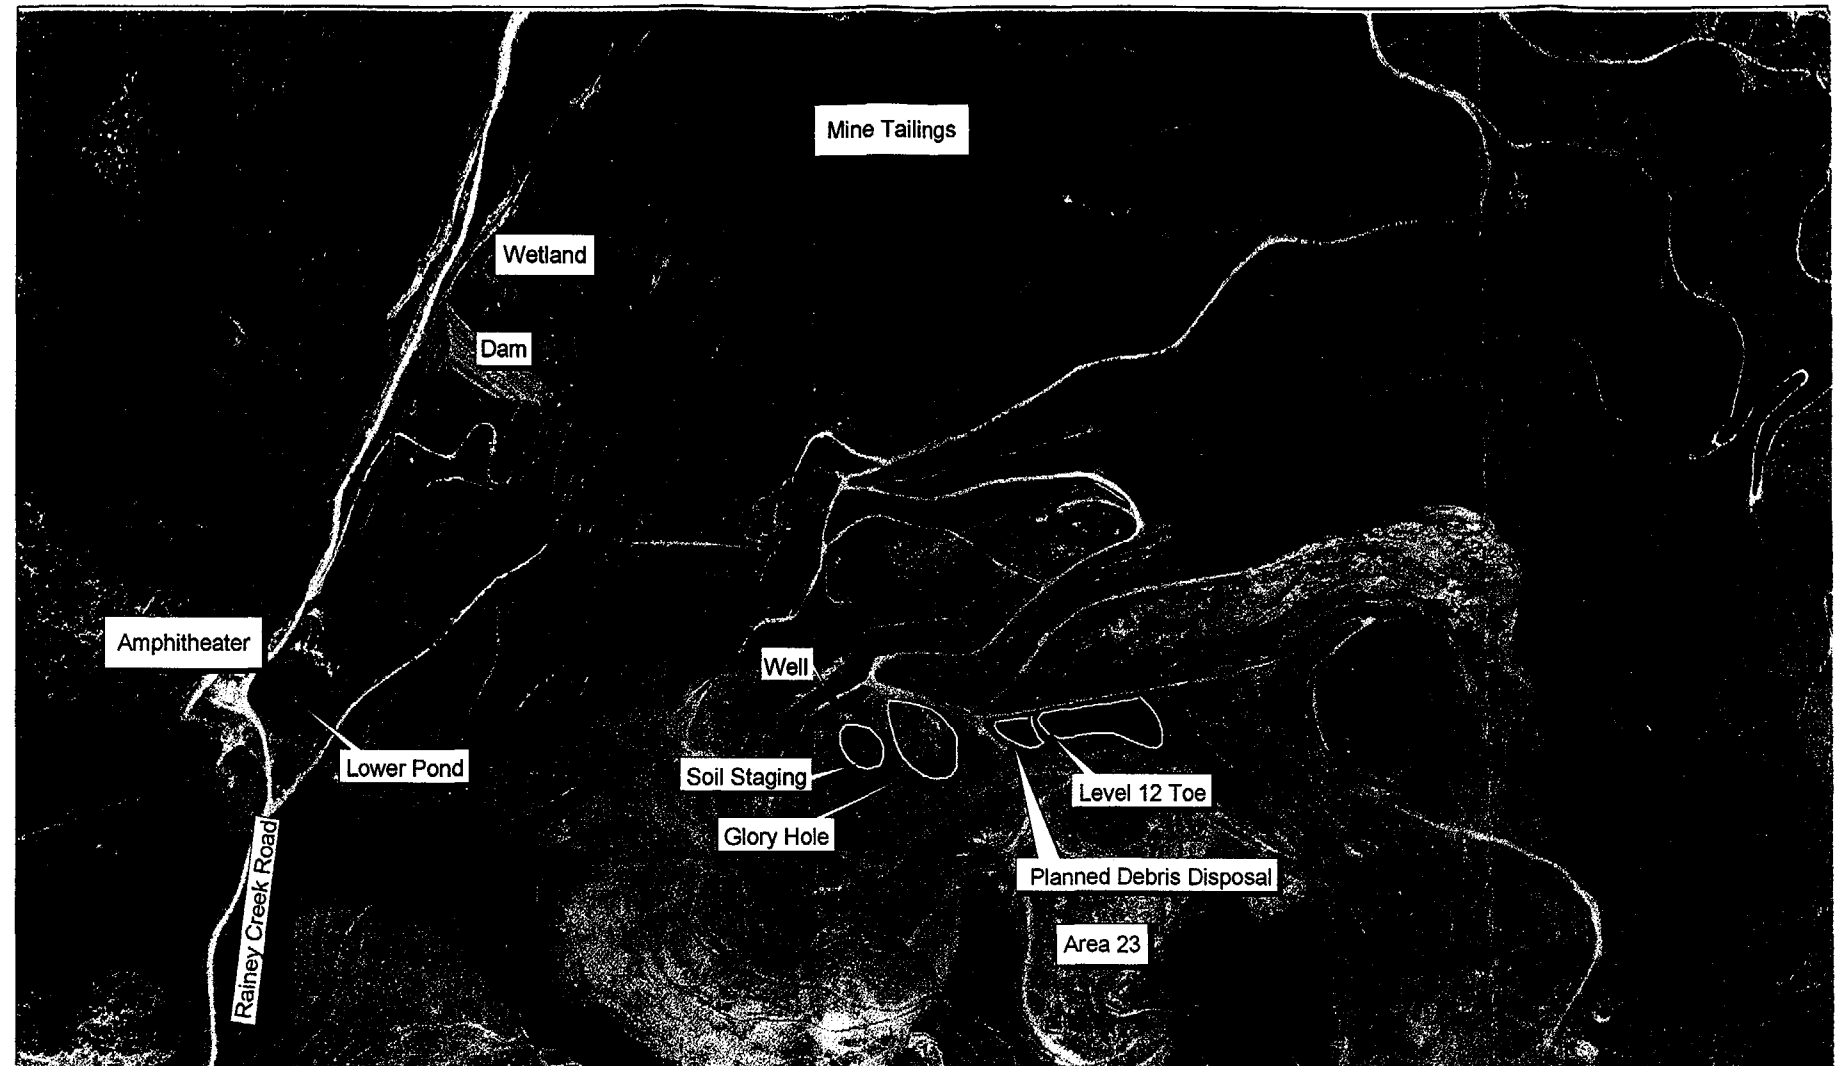 Mine Tailings
Wetland
Dam
Amphitheater
Well
Lower Pond
Soil Staging
Level 12 Toe
Glory Hole
Planned Debris Disposal
Area 23
Rainey Creek Road